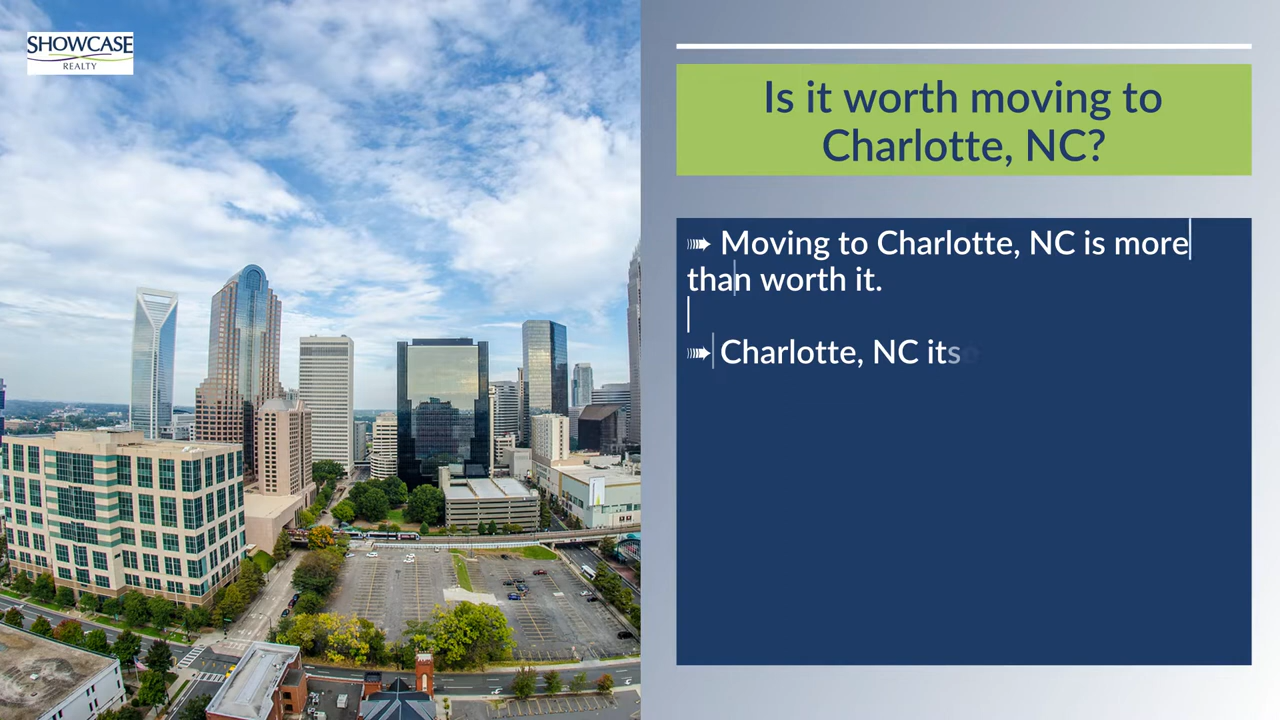 SHOWCASE
REALTY
Is it worth moving to
Charlotte, NC?
➠ Moving to Charlotte, NC is more
than worth it.
➠ Charlotte, NC its